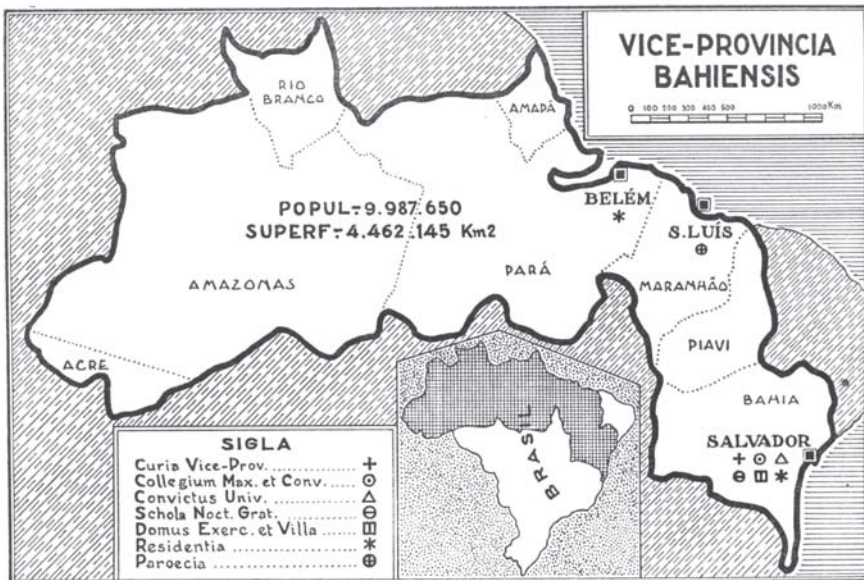 VICE-PROVINCIA
BAHIENSIS
0 100 200 300 400 500 1000Km
RIO
BRANCO
AMAPÁ
BELÉM
S. LUÍS
POPUL-9.987.650
SUPERF-4.462.145 Km2
AMAZONAS
PARÁ
MARANHÃO
PIAVI
ACRE
BAHIA
SALVADOR
BRASIL
SIGLA
Curia Vice-Prov. .......... +
Collegium Max. et Conv. .......... ⊙
Convictus Univ. .......... △
Schola Noct. Grat. .......... ⊖
Domus Exerc. et Villa .......... ▥
Residentia .......... *
Paroecia .......... ⊕